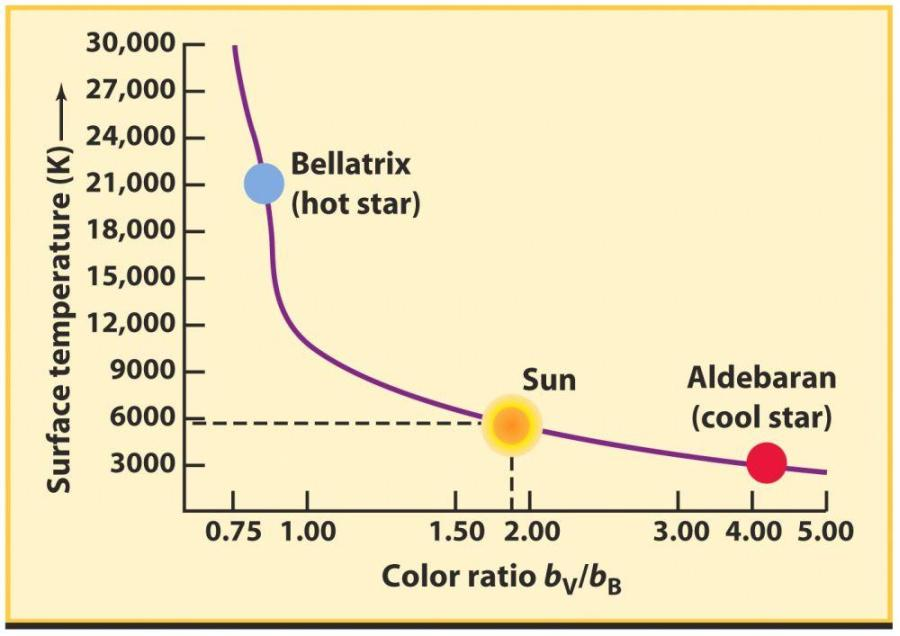 30,000
27,000
24,000
21,000
18,000
15,000
12,000
9000
6000
3000
Surface temperature (K)
Bellatrix
(hot star)
Sun
Aldebaran
(cool star)
0.75 1.00 1.50 2.00 3.00 4.00 5.00
Color ratio bV/bB